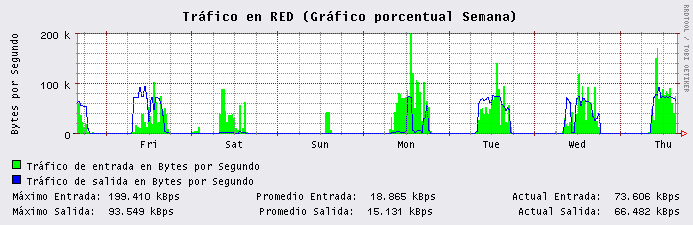 Tráfico en RED (Gráfico porcentual Semana)
RRDTOOL / TOBI OETIKER
Bytes por Segundo
200 k
100 k
0
Fri Sat Sun Mon Tue Wed Thu
Tráfico de entrada en Bytes por Segundo
Tráfico de salida en Bytes por Segundo
Máximo Entrada: 199.410 kBps Promedio Entrada: 18.865 kBps Actual Entrada: 73.606 kBps
Máximo Salida: 93.549 kBps Promedio Salida: 15.131 kBps Actual Salida: 66.482 kBps